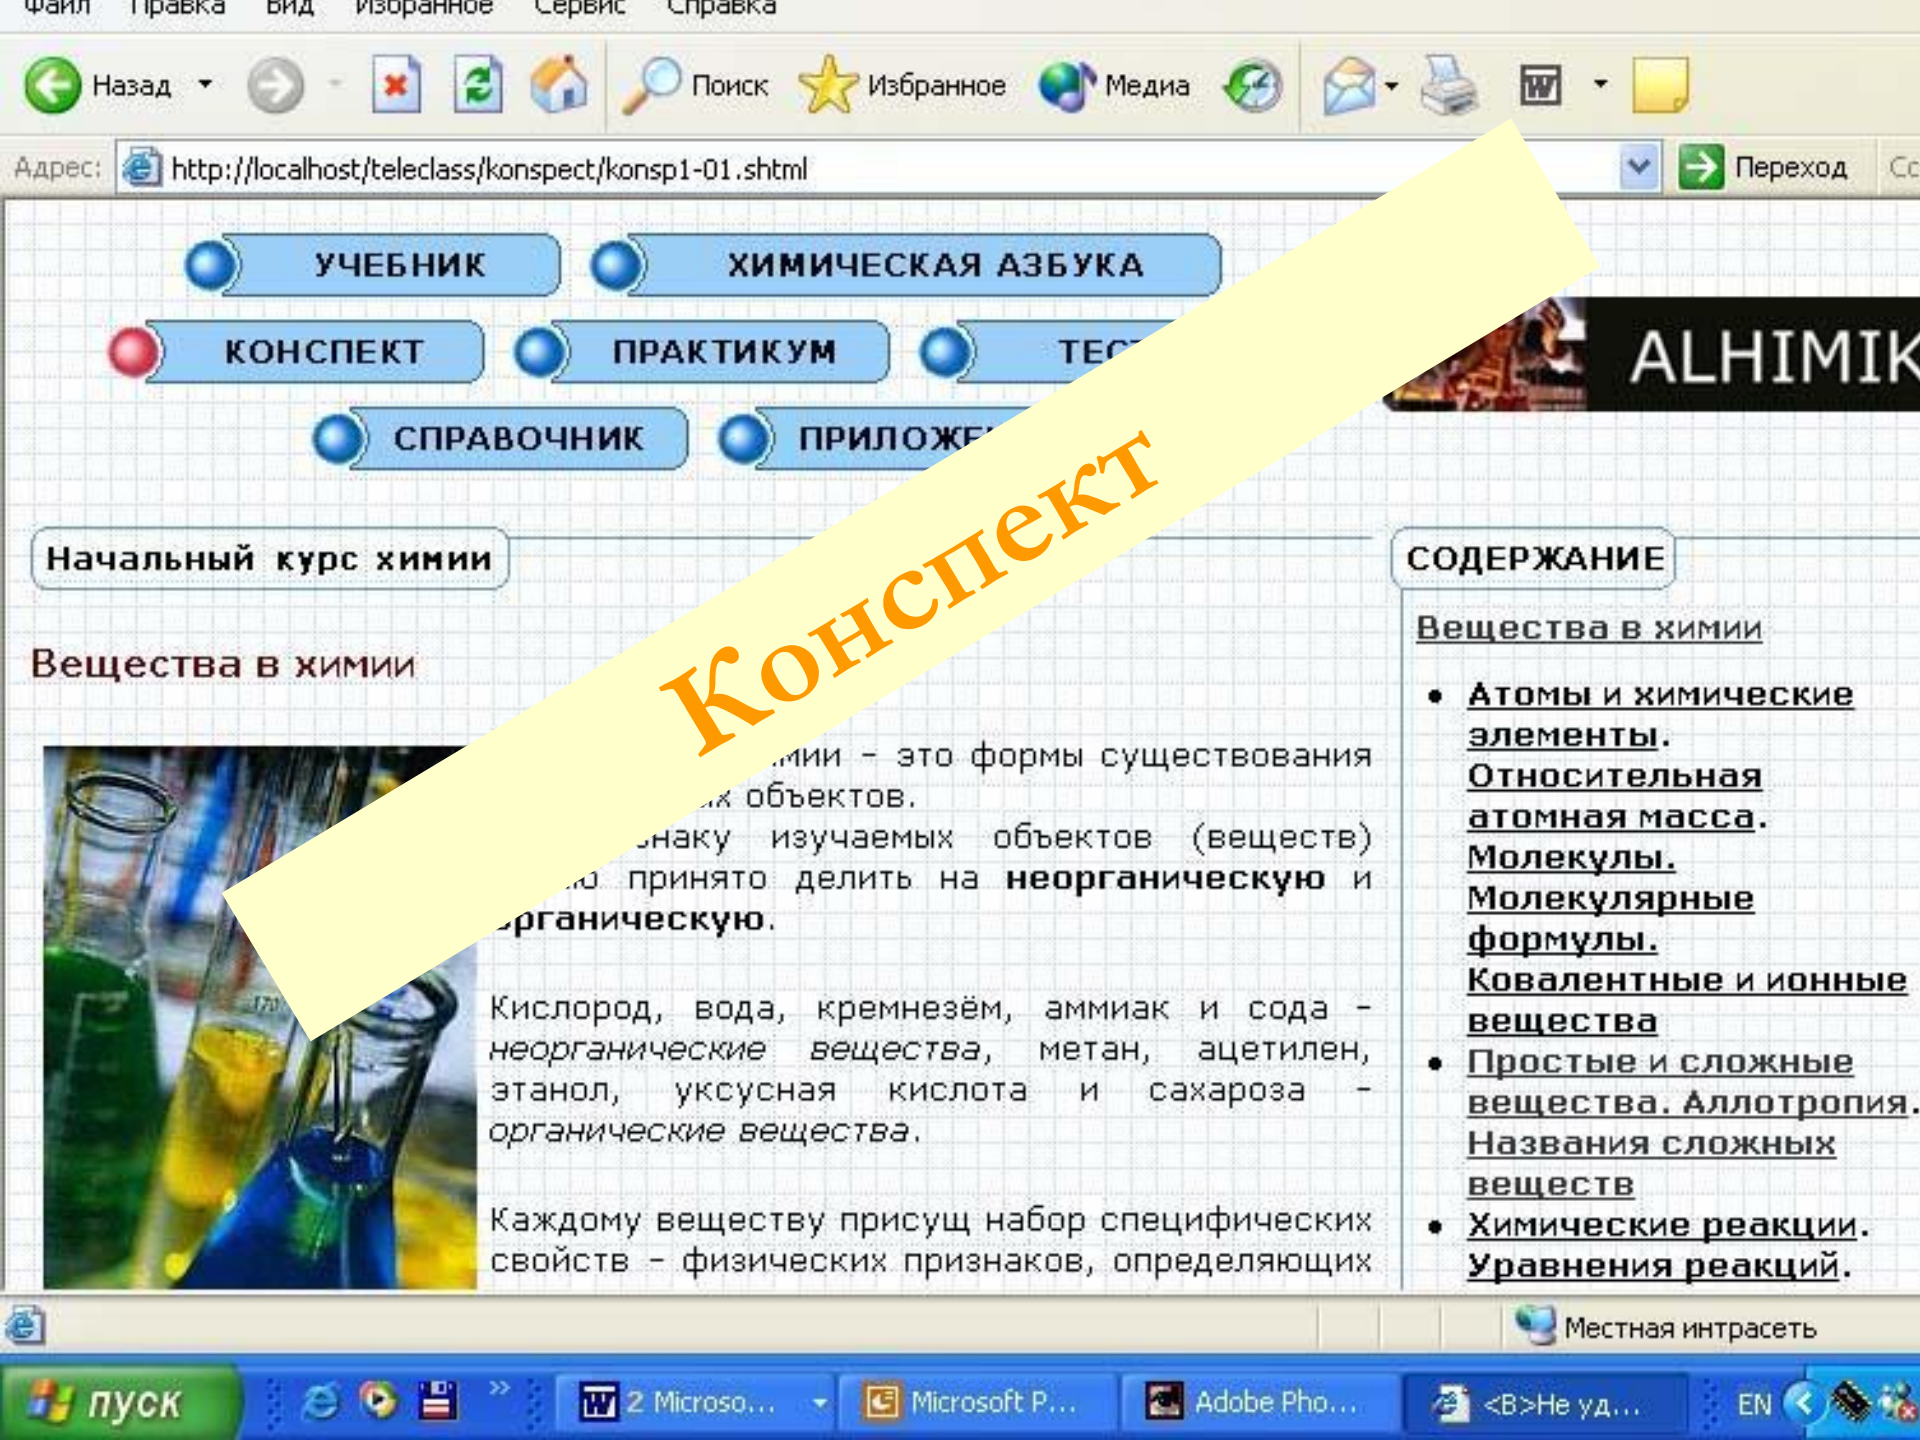 Файл Правка Вид Избранное Сервис Справка
Назад Поиск Избранное Медиа
Адрес: http://localhost/teleclass/konspect/konsp1-01.shtml Переход
УЧЕБНИК ХИМИЧЕСКАЯ АЗБУКА
КОНСПЕКТ ПРАКТИКУМ
ALHIMIK
СПРАВОЧНИК
Конспект
Начальный курс химии
Вещества в химии
– это формы существования
объектов.
изучаемых объектов (веществ)
принято делить на неорганическую и
органическую.
Кислород, вода, кремнезём, аммиак и сода –
неорганические вещества, метан, ацетилен,
этанол, уксусная кислота и сахароза –
органические вещества.
Каждому веществу присущ набор специфических
свойств – физических признаков, определяющих
170
СОДЕРЖАНИЕ
Вещества в химии
• Атомы и химические
элементы.
Относительная
атомная масса.
Молекулы.
Молекулярные
формулы.
Ковалентные и ионные
вещества
• Простые и сложные
вещества. Аллотропия.
Названия сложных
веществ
• Химические реакции.
Уравнения реакций.
Местная интрасеть
пуск 2 Microso... Microsoft P... Adobe Pho... <B>Не уд... EN